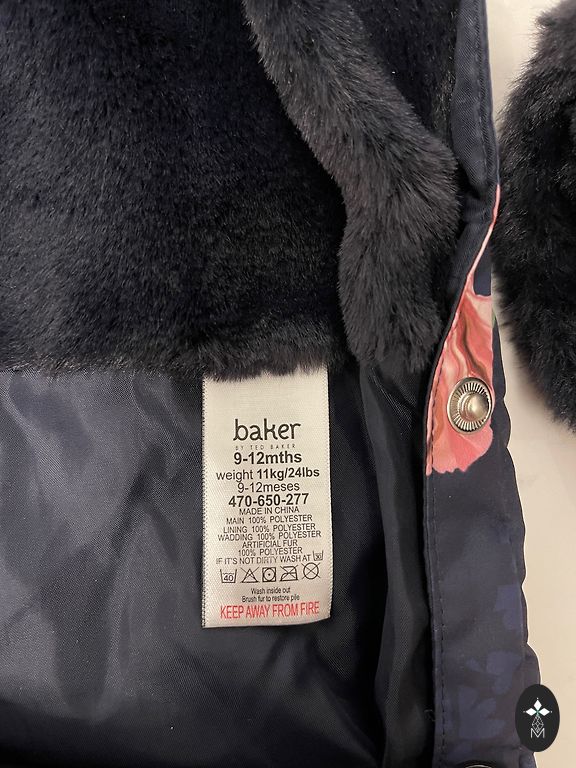 baker
BY TED BAKER
9-12mths
weight 11kg/24lbs
9-12meses
470-650-277
MADE IN CHINA
MAIN 100% POLYESTER
LINING 100% POLYESTER
WADDING 100% POLYESTER
ARTIFICIAL FUR
100% POLYESTER
IF IT'S NOT DIRTY WASH AT 30
40
Wash inside out
Brush fur to restore pile
KEEP AWAY FROM FIRE
M